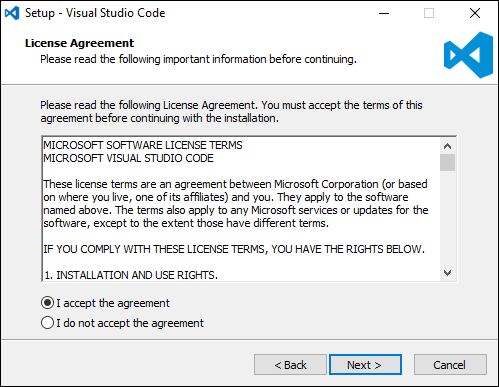 Setup - Visual Studio Code
License Agreement
Please read the following important information before continuing.
Please read the following License Agreement. You must accept the terms of this
agreement before continuing with the installation.
MICROSOFT SOFTWARE LICENSE TERMS
MICROSOFT VISUAL STUDIO CODE
These license terms are an agreement between Microsoft Corporation (or based
on where you live, one of its affiliates) and you. They apply to the software
named above. The terms also apply to any Microsoft services or updates for the
software, except to the extent those have different terms.
IF YOU COMPLY WITH THESE LICENSE TERMS, YOU HAVE THE RIGHTS BELOW.
1. INSTALLATION AND USE RIGHTS.
I accept the agreement
I do not accept the agreement
< Back
Next >
Cancel